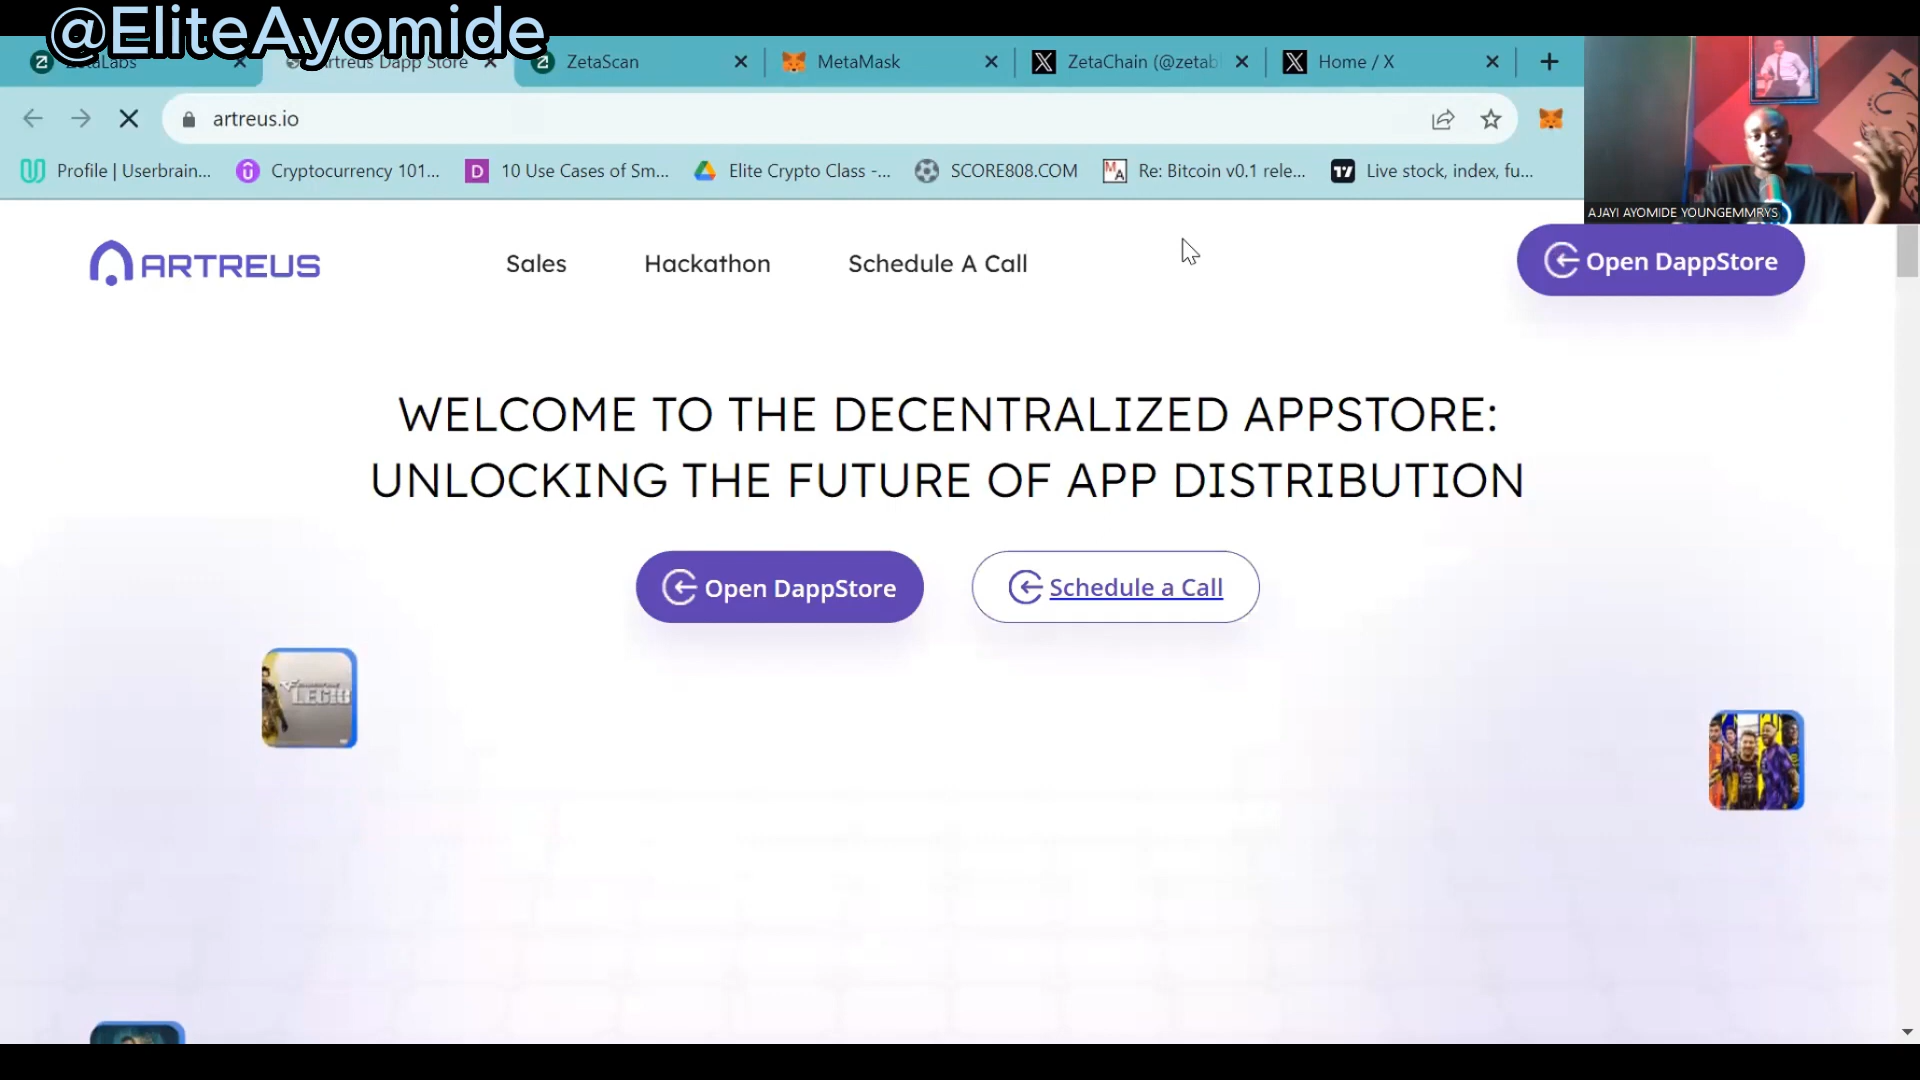 @EliteAyomide
ZetaLabs
Artreus Dapp Store
ZetaScan
MetaMask
ZetaChain (@zetabl
Home / X
artreus.io
Profile | Userbrain...
Cryptocurrency 101...
10 Use Cases of Sm...
Elite Crypto Class -...
SCORE808.COM
Re: Bitcoin v0.1 rele...
Live stock, index, fu...
AJAYI AYOMIDE YOUNGEMMRYS
ARTREUS
Sales
Hackathon
Schedule A Call
Open DappStore
WELCOME TO THE DECENTRALIZED APPSTORE:
UNLOCKING THE FUTURE OF APP DISTRIBUTION
Open DappStore
Schedule a Call